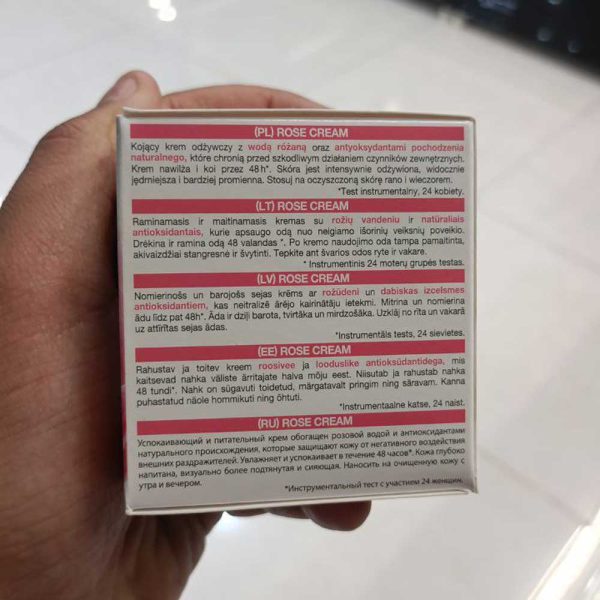 (PL) ROSE CREAM
Kojący krem odżywczy z wodą różaną oraz antyoksydantami pochodzenia
naturalnego, które chronią przed szkodliwym działaniem czynników zewnętrznych.
Krem nawilża i koi przez 48 h*. Skóra jest intensywnie odżywiona, widocznie
jędrniejsza i bardziej promienna. Stosuj na oczyszczoną skórę rano i wieczorem.
*Test instrumentalny, 24 kobiety.
(LT) ROSE CREAM
Raminamasis ir maitinamasis kremas su rožių vandeniu ir natūraliais
antioksidantais, kurie apsaugo odą nuo neigiamo išorinių veiksnių poveikio.
Drėkina ir ramina odą 48 valandas *. Po kremo naudojimo oda tampa pamaitinta,
akivaizdžiai stangresnė ir švytinti. Tepkite ant švarios odos ryte ir vakare.
* Instrumentinis 24 moterų grupės testas.
(LV) ROSE CREAM
Nomierinošs un barojošs sejas krēms ar rožūdeni un dabiskas izcelsmes
antioksidantiem, kas neitralizē ārējo kairinātāju ietekmi. Mitrina un nomierina
ādu līdz pat 48h*. Āda ir dziļi barota, tvirtāka un mirdzošāka. Uzklāj no rīta un vakarā
uz attīrītas sejas ādas.
*Instrumentāls tests, 24 sievietes.
(EE) ROSE CREAM
Rahustav ja toitev kreem roosivee ja looduslike antioksüdantidega, mis
kaitsevad nahka väliste ärritajate halva mõju eest. Niisutab ja rahustab nahka
48 tundi*. Nahk on sügavuti toidetud, märgatavalt pringim ning säravam. Kanna
puhastatud näole hommikuti ning õhtuti.
*Instrumentaalne katse, 24 naist.
(RU) ROSE CREAM
Успокаивающий и питательный крем обогащен розовой водой и антиоксидантами
натурального происхождения, которые защищают кожу от негативного воздействия
внешних раздражителей. Увлажняет и успокаивает в течение 48 часов*. Кожа глубоко
напитана, визуально более подтянутая и сияющая. Наносить на очищенную кожу с
утра и вечером.
*Инструментальный тест с участием 24 женщин.